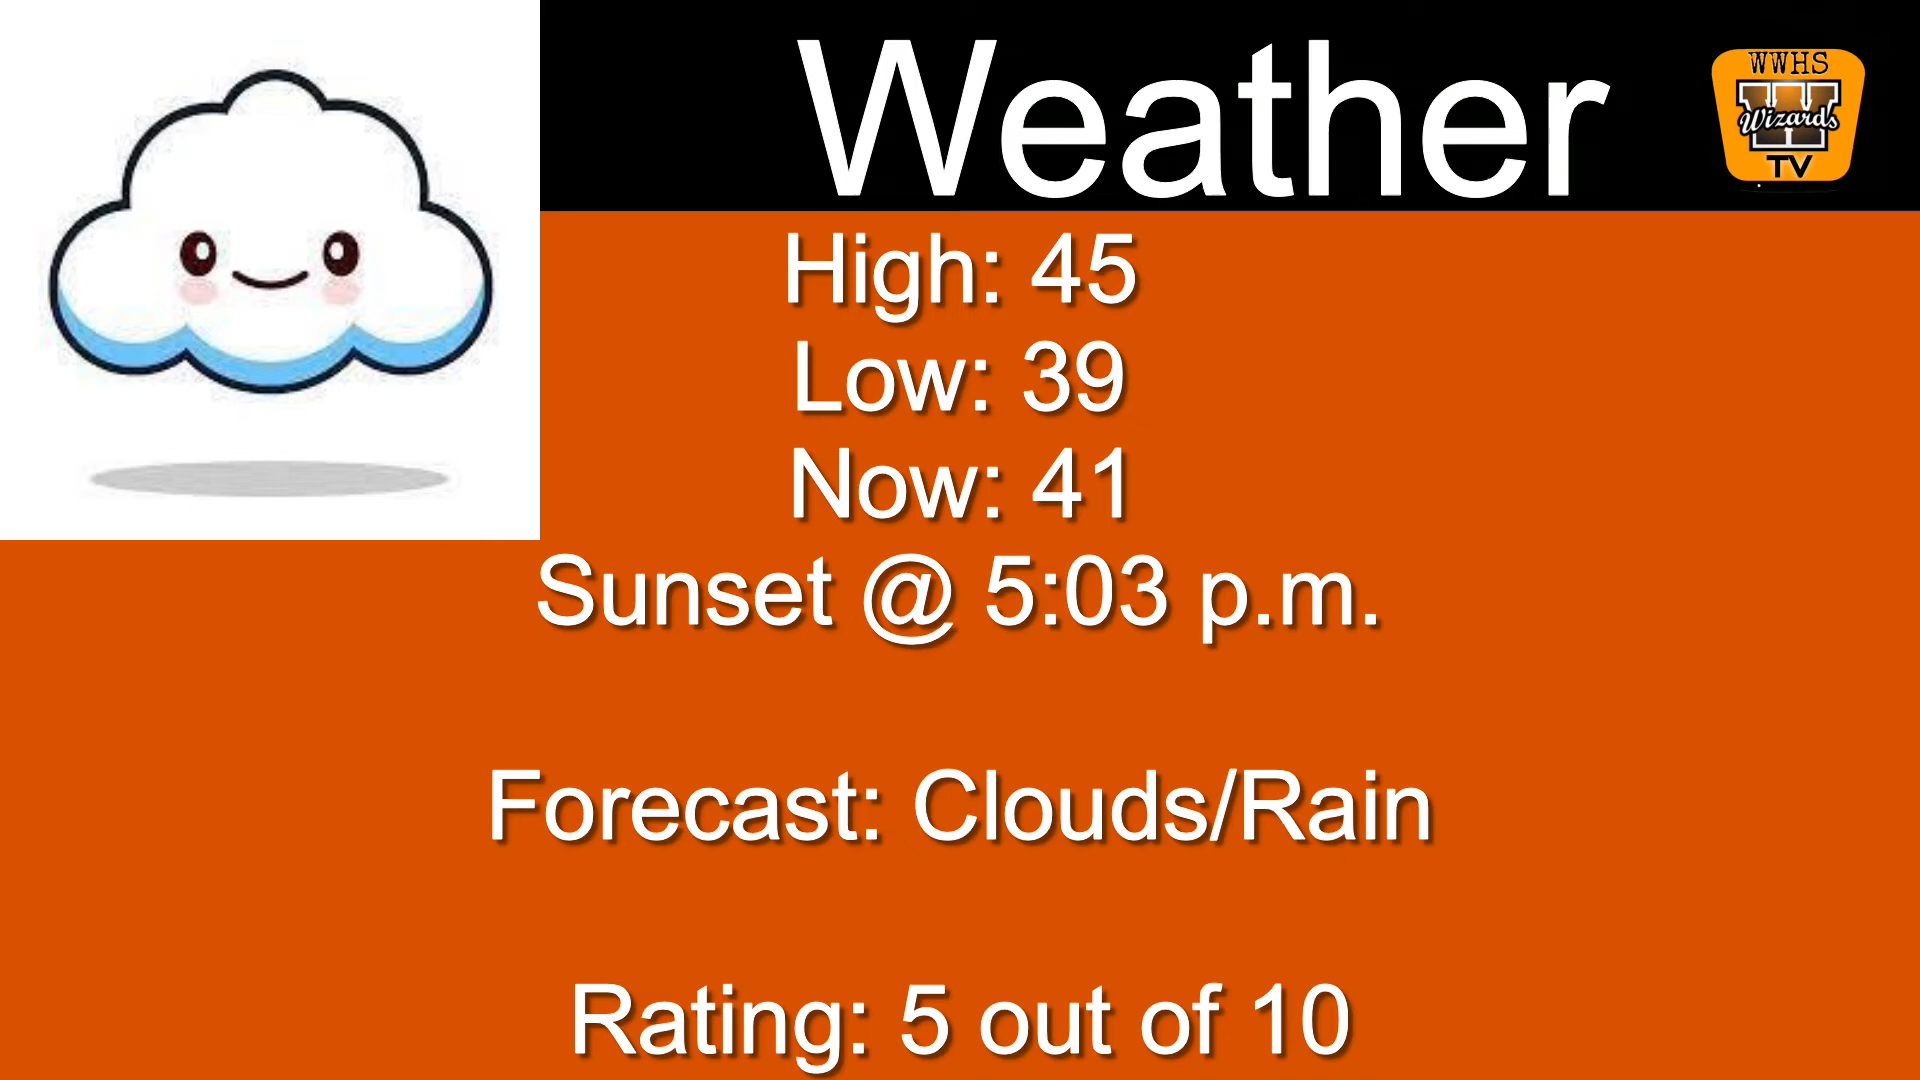 Weather
WWHS
W
Wizards
TV
High: 45
Low: 39
Now: 41
Sunset @ 5:03 p.m.
Forecast: Clouds/Rain
Rating: 5 out of 10